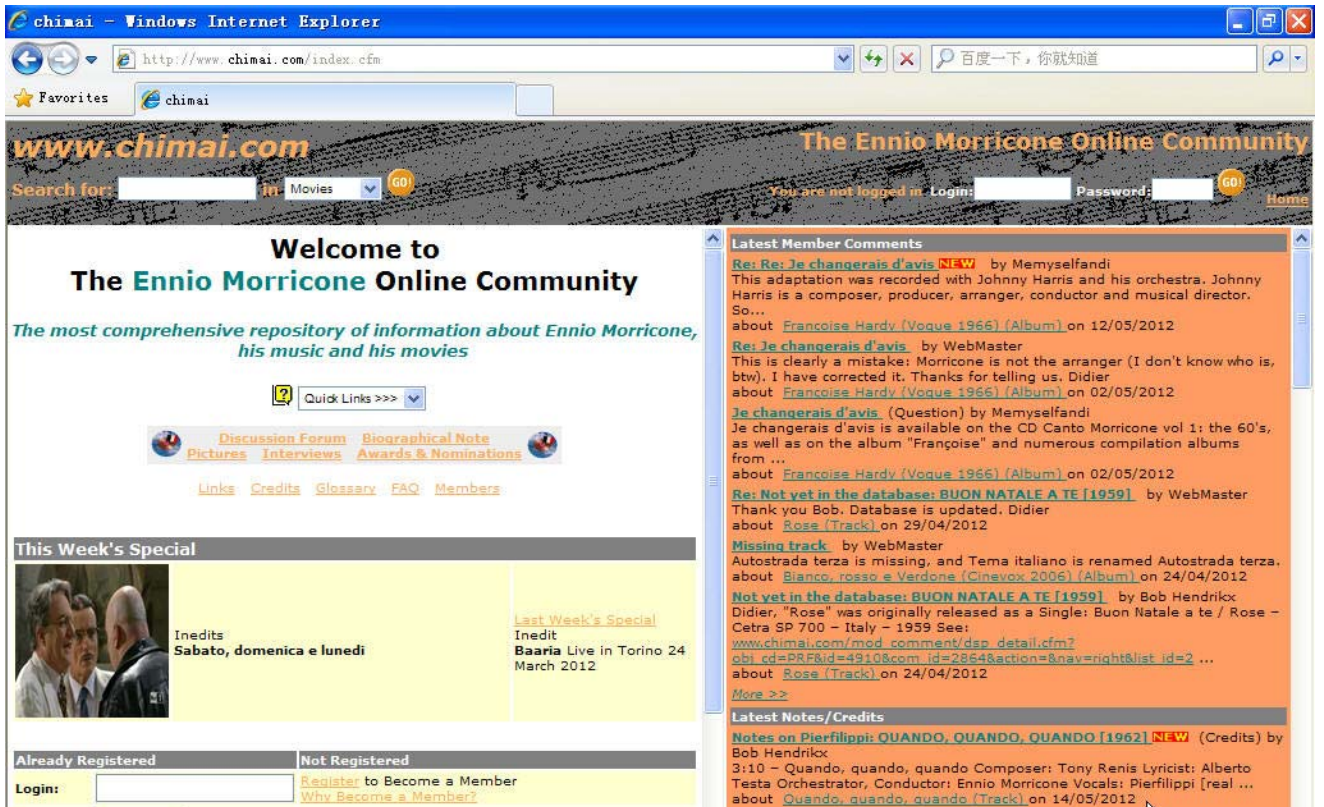 chimai - Windows Internet Explorer
http://www.chimai.com/index.cfm
百度一下，你就知道
Favorites
chimai
www.chimai.com
The Ennio Morricone Online Community
Search for:
in
Movies
GO!
You are not logged in
Login:
Password:
GO!
Home
Welcome to
The Ennio Morricone Online Community
The most comprehensive repository of information about Ennio Morricone,
his music and his movies
Quick Links >>>
Discussion Forum Biographical Note
Pictures Interviews Awards & Nominations
Links Credits Glossary FAQ Members
This Week's Special
Inedits
Sabato, domenica e lunedi
Last Week's Special
Inedit
Baaria Live in Torino 24
March 2012
Already Registered
Not Registered
Login:
Register to Become a Member
Why Become a Member?
Latest Member Comments
Re: Re: Je changerais d'avis NEW by Memyselfandi
This adaptation was recorded with Johnny Harris and his orchestra. Johnny
Harris is a composer, producer, arranger, conductor and musical director.
So...
about Francoise Hardy (Vogue 1966) (Album) on 12/05/2012
Re: Je changerais d'avis by WebMaster
This is clearly a mistake: Morricone is not the arranger (I don't know who is,
btw). I have corrected it. Thanks for telling us. Didier
about Francoise Hardy (Vogue 1966) (Album) on 02/05/2012
Je changerais d'avis (Question) by Memyselfandi
Je changerais d'avis is available on the CD Canto Morricone vol 1: the 60's,
as well as on the album "Françoise" and numerous compilation albums
from ...
about Francoise Hardy (Vogue 1966) (Album) on 02/05/2012
Re: Not yet in the database: BUON NATALE A TE [1959] by WebMaster
Thank you Bob. Database is updated. Didier
about Rose (Track) on 29/04/2012
Missing track by WebMaster
Autostrada terza is missing, and Tema italiano is renamed Autostrada terza.
about Bianco, rosso e Verdone (Cinevox 2006) (Album) on 24/04/2012
Not yet in the database: BUON NATALE A TE [1959] by Bob Hendrikx
Didier, "Rose" was originally released as a Single: Buon Natale a te / Rose –
Cetra SP 700 – Italy – 1959 See:
www.chimai.com/mod_comment/dsp_detail.cfm?
obj_cd=PRF&id=4910&com_id=2864&action=&nav=right&list_id=2 ...
about Rose (Track) on 24/04/2012
More >>
Latest Notes/Credits
Notes on Pierfilippi: QUANDO, QUANDO, QUANDO [1962] NEW (Credits) by
Bob Hendrikx
3:10 – Quando, quando, quando Composer: Tony Renis Lyricist: Alberto
Testa Orchestrator, Conductor: Ennio Morricone Vocals: Pierfilippi [real ...
about Quando, quando, quando (Track) on 14/05/2012